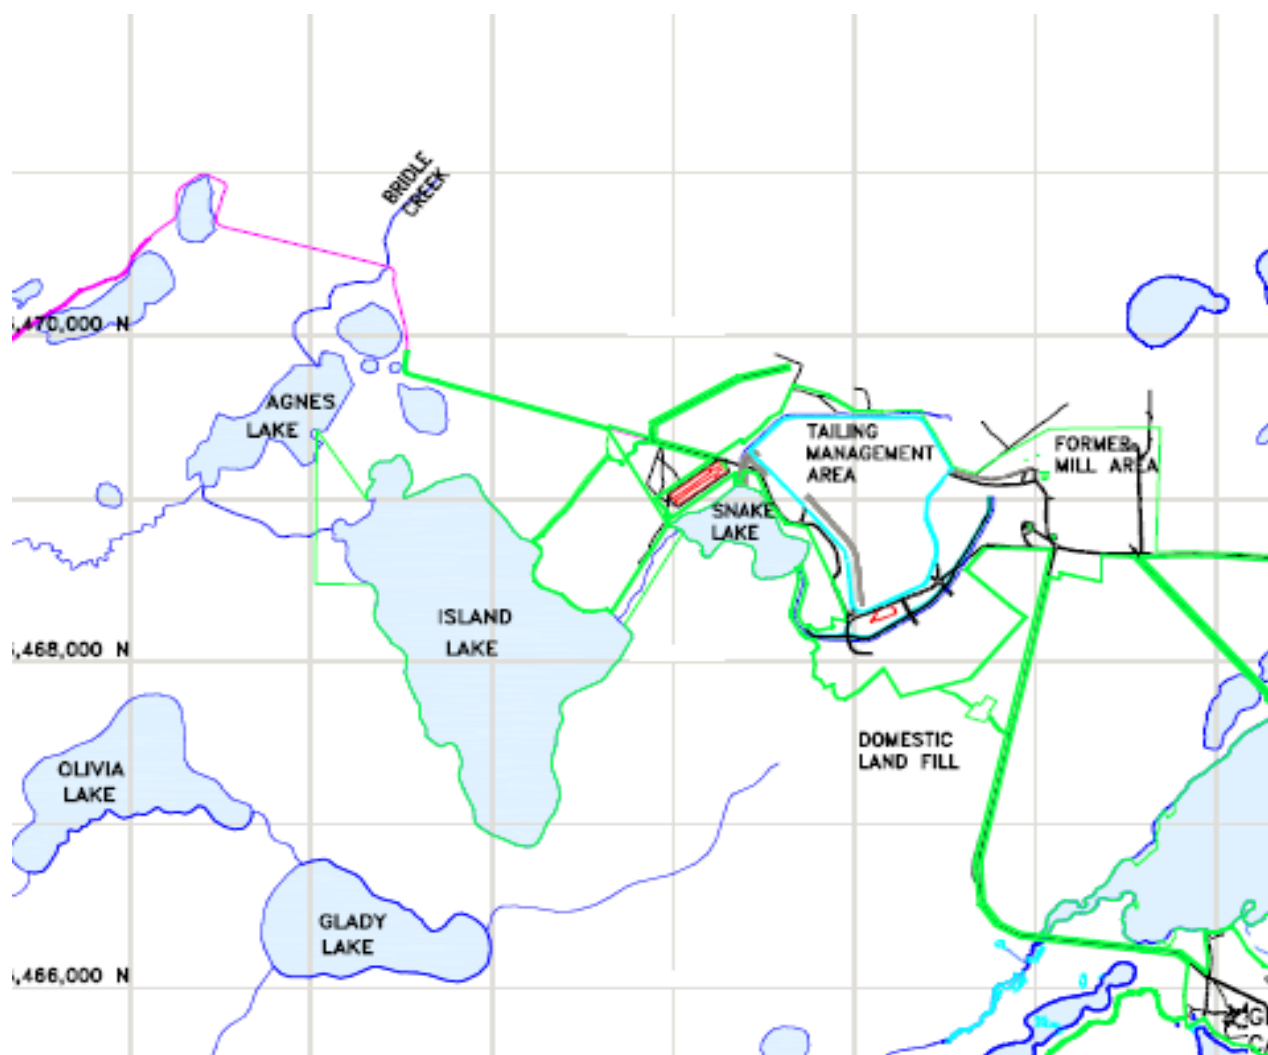 BRIDLE
CREEK
,470,000 N
AGNES
LAKE
TAILING
MANAGEMENT
AREA
FORMER
MILL AREA
SNAKE
LAKE
ISLAND
LAKE
,468,000 N
DOMESTIC
LAND FILL
OLIVIA
LAKE
GLADY
LAKE
,466,000 N